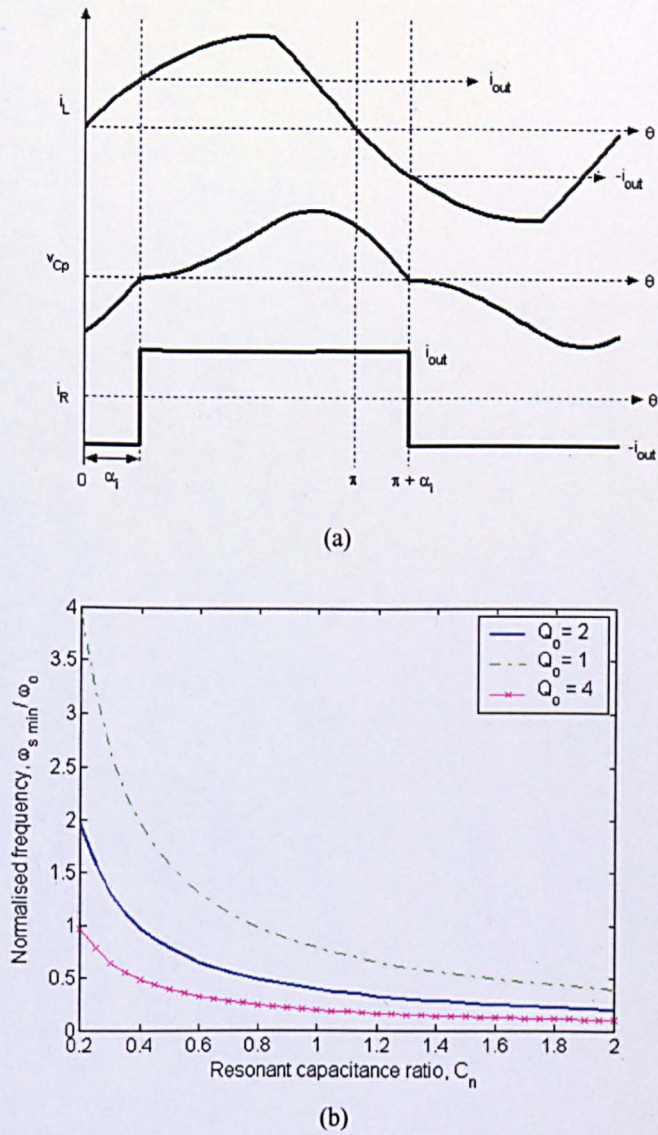 i_L
i_out
θ
-i_out
v_Cp
θ
i_out
i_R
θ
-i_out
0
α_i
π
π + α_i
(a)
4
3.5
3
2.5
2
1.5
1
0.5
0
Normalised frequency, ω_s min / ω_o
Q_o = 2
Q_o = 1
Q_o = 4
0.2 0.4 0.6 0.8 1 1.2 1.4 1.6 1.8 2
Resonant capacitance ratio, C_n
(b)